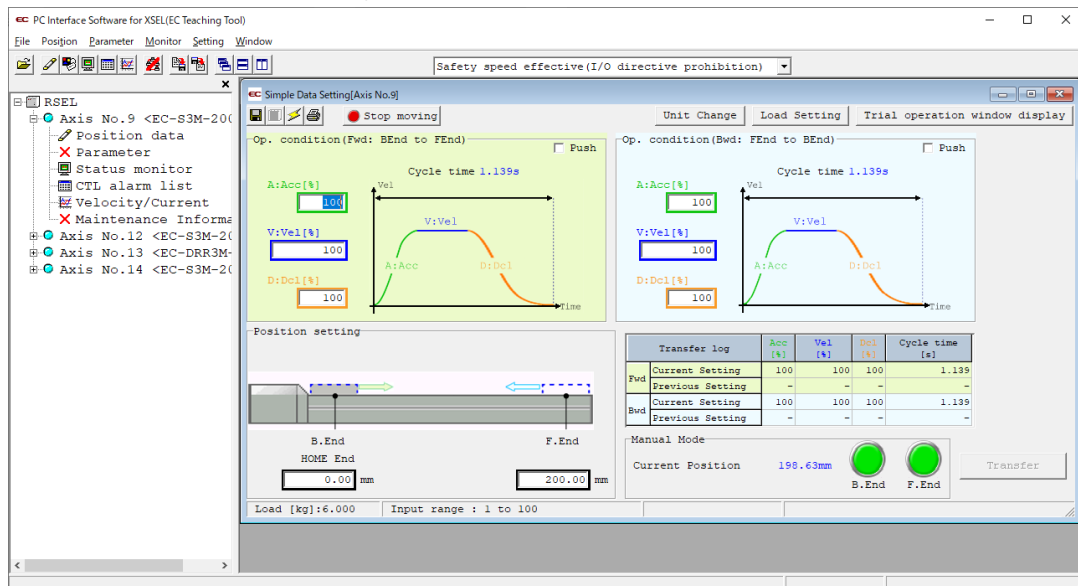 EC PC Interface Software for XSEL(EC Teaching Tool)
File Position Parameter Monitor Setting Window
Safety speed effective(I/O directive prohibition)
RSEL
Axis No.9 <EC-S3M-200
Position data
Parameter
Status monitor
CTL alarm list
Velocity/Current
Maintenance Informa
Axis No.12 <EC-S3M-20
Axis No.13 <EC-DRR3M-
Axis No.14 <EC-S3M-20
EC Simple Data Setting[Axis No.9]
Stop moving Unit Change Load Setting Trial operation window display
Op. condition(Fwd: BEnd to FEnd)
Push
Cycle time 1.139s
A:Acc[%]
Vel
100
V:Vel[%]
V:Vel
100
A:Acc D:Dcl
D:Dcl[%]
100
Time
Op. condition(Bwd: FEnd to BEnd)
Push
Cycle time 1.139s
A:Acc[%]
Vel
100
V:Vel[%]
V:Vel
100
A:Acc D:Dcl
D:Dcl[%]
100
Time
Position setting
B.End F.End
HOME End
0.00 mm 200.00 mm
Transfer log Acc [%] Vel [%] Dcl [%] Cycle time [s]
Fwd Current Setting 100 100 100 1.139
Previous Setting - - - -
Bwd Current Setting 100 100 100 1.139
Previous Setting - - - -
Manual Mode
Current Position 198.63mm Transfer
B.End F.End
Load [kg]:6.000 Input range : 1 to 100